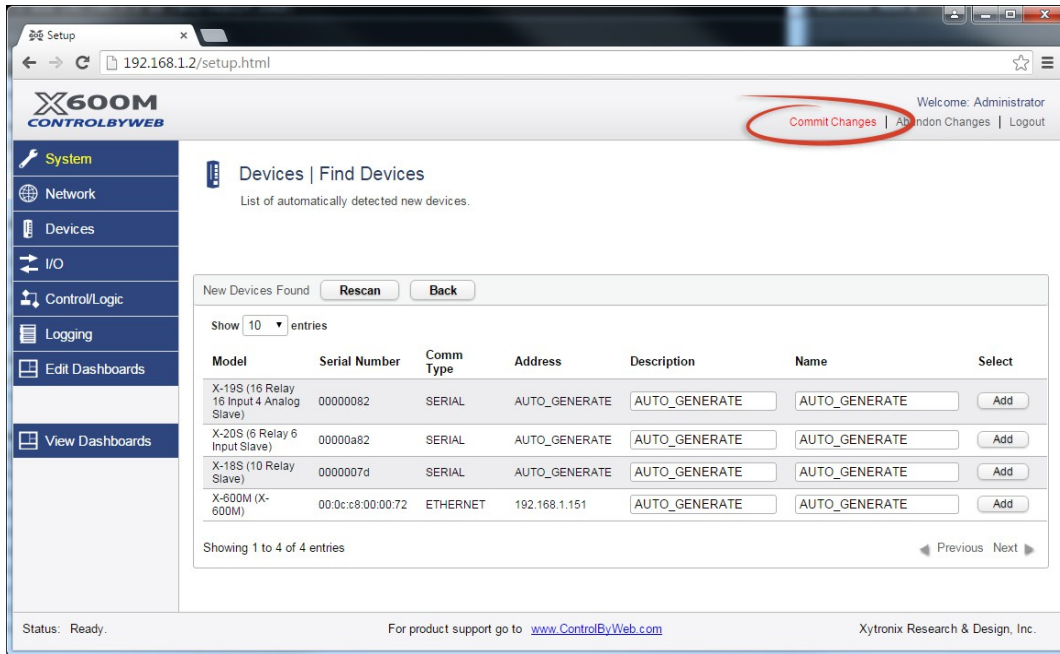 Setup
192.168.1.2/setup.html
X600M
CONTROLBYWEB
Welcome: Administrator
Commit Changes | Abandon Changes | Logout
System
Network
Devices
I/O
Control/Logic
Logging
Edit Dashboards
View Dashboards
Devices | Find Devices
List of automatically detected new devices.
New Devices Found Rescan Back
Show 10 entries
Model Serial Number Comm Type Address Description Name Select
X-19S (16 Relay
16 Input 4 Analog
Slave) 00000082 SERIAL AUTO_GENERATE AUTO_GENERATE AUTO_GENERATE Add
X-20S (6 Relay 6
Input Slave) 00000a82 SERIAL AUTO_GENERATE AUTO_GENERATE AUTO_GENERATE Add
X-18S (10 Relay
Slave) 0000007d SERIAL AUTO_GENERATE AUTO_GENERATE AUTO_GENERATE Add
X-600M (X-
600M) 00:0c:c8:00:00:72 ETHERNET 192.168.1.151 AUTO_GENERATE AUTO_GENERATE Add
Showing 1 to 4 of 4 entries Previous Next
Status: Ready. For product support go to www.ControlByWeb.com Xytronix Research & Design, Inc.